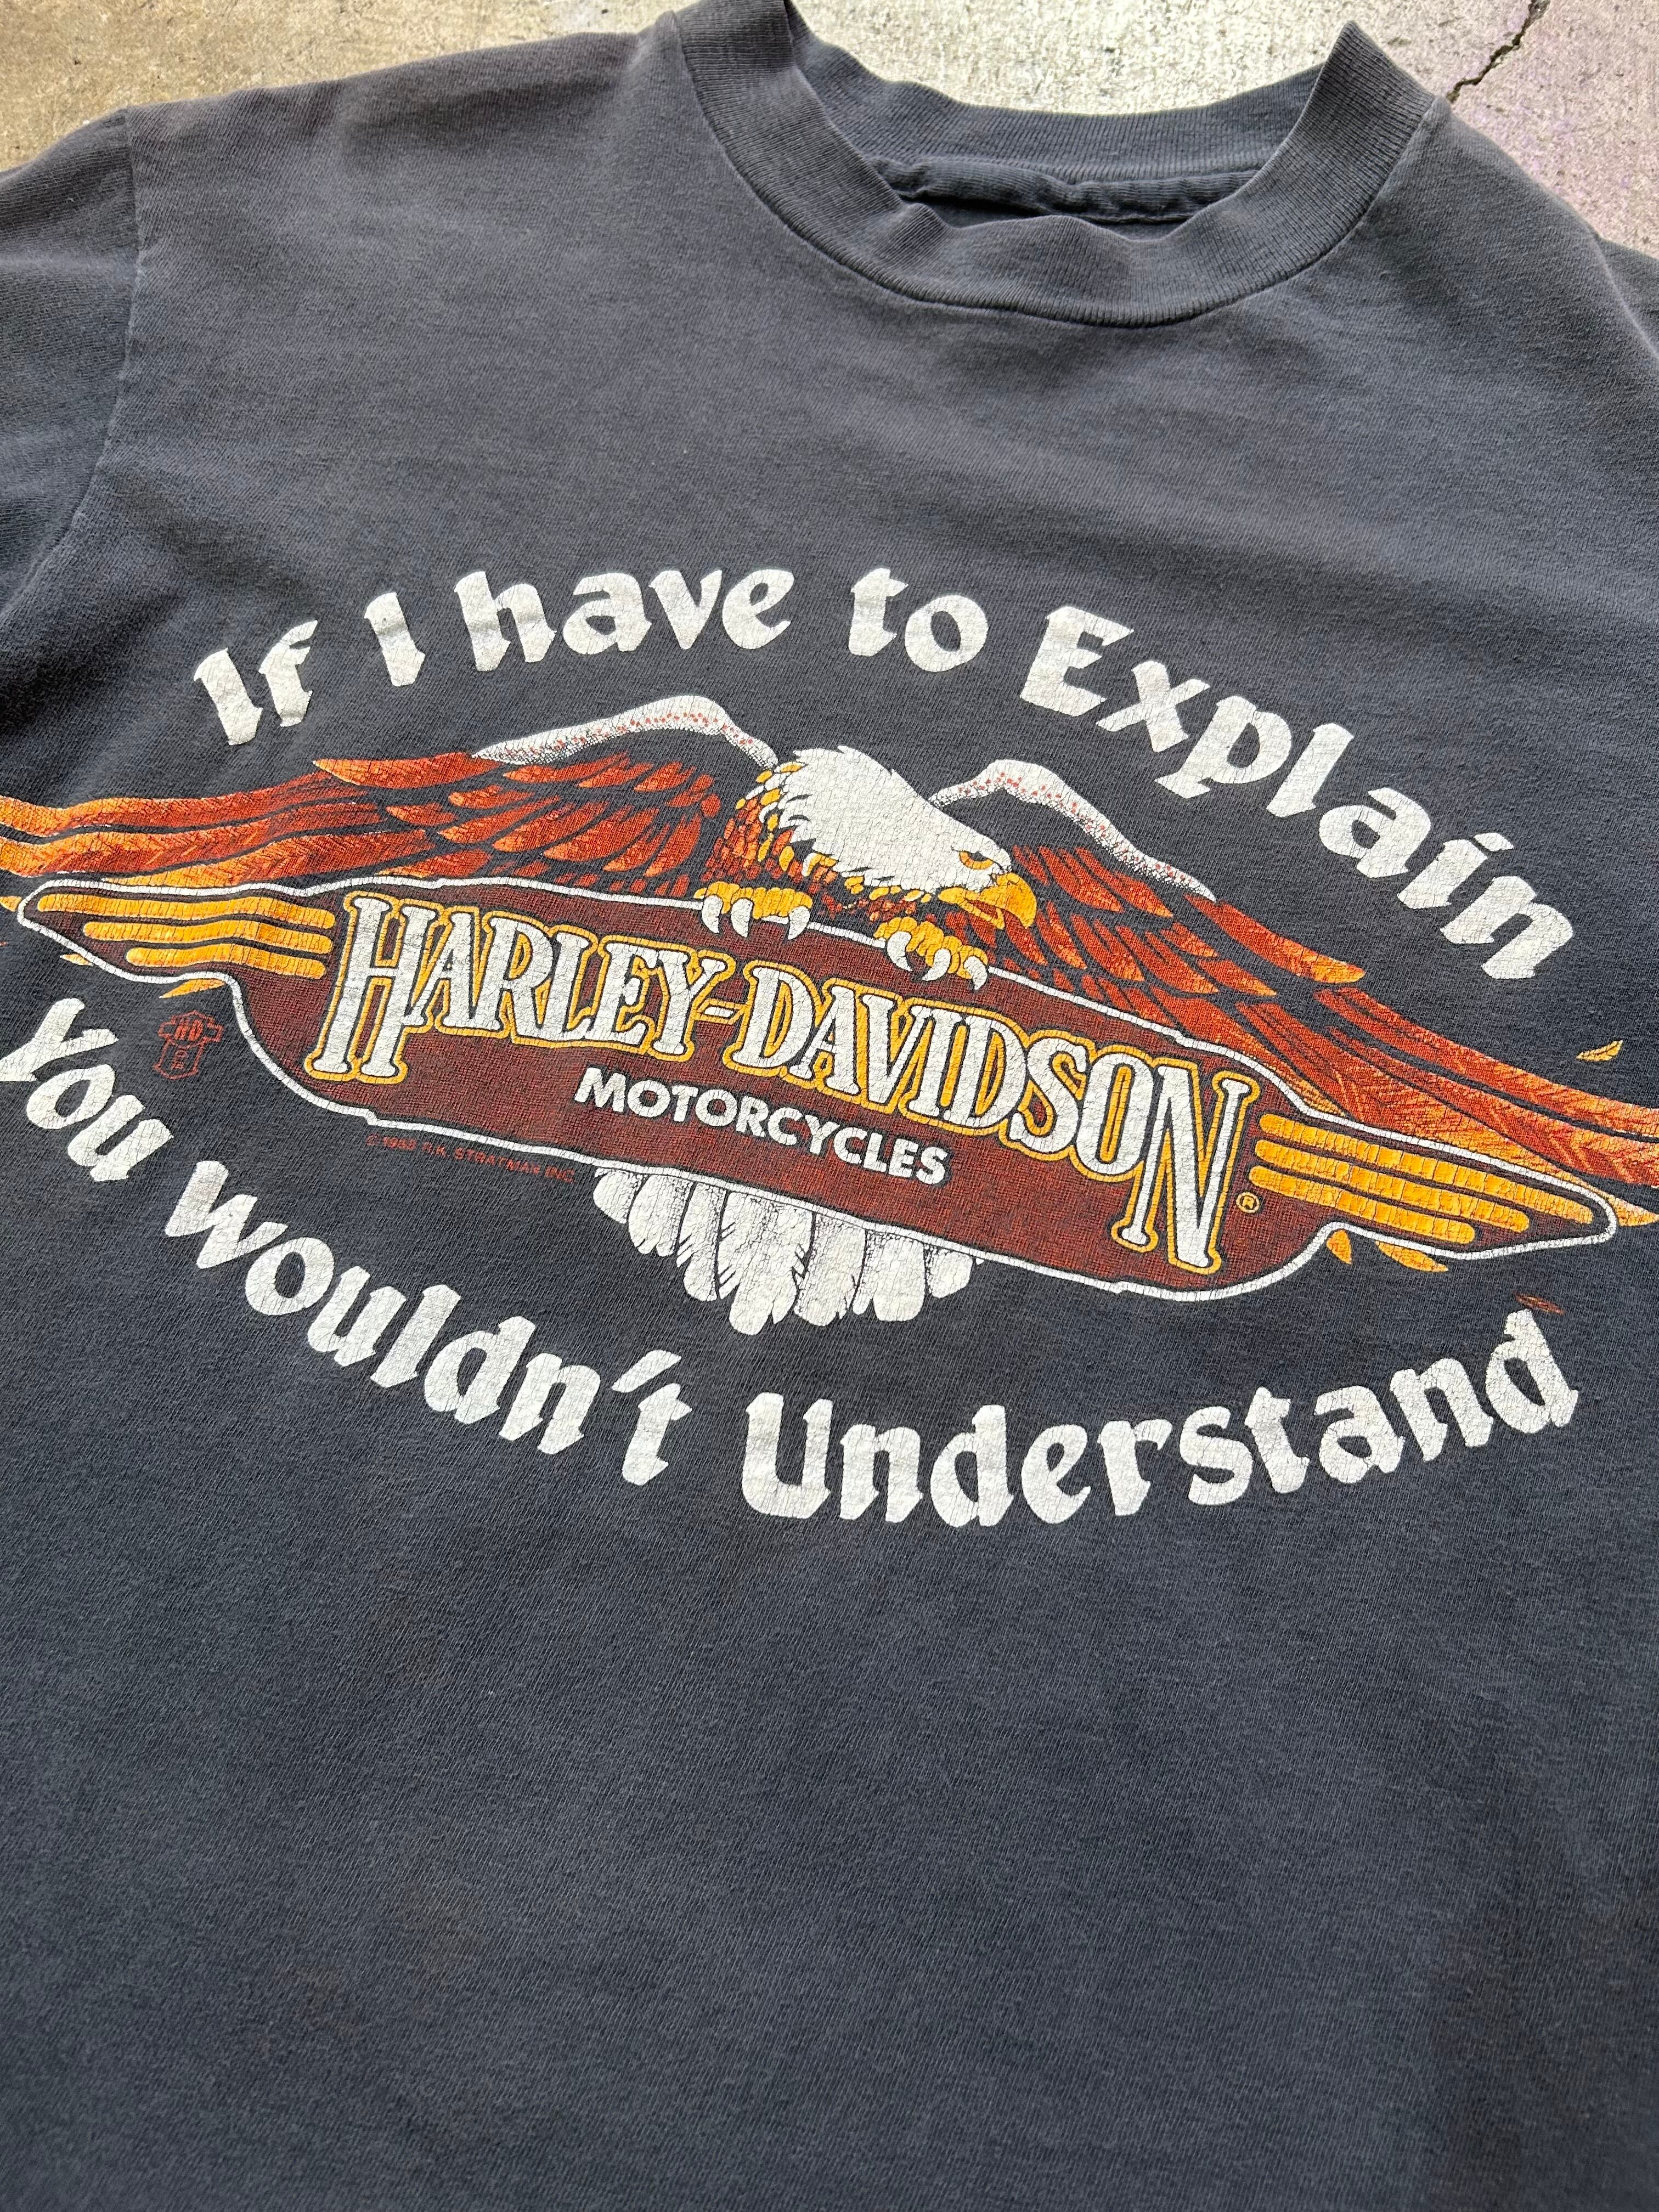 If I have to Explain
HARLEY-DAVIDSON
MOTORCYCLES
®
You wouldn't Understand